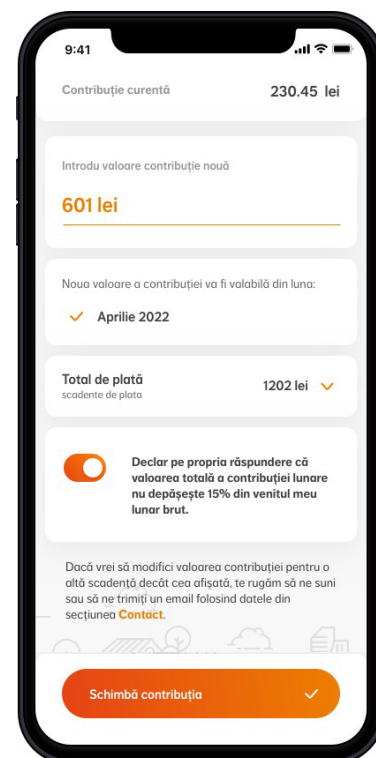 9:41
Contribuție curentă 230.45 lei
Introdu valoare contribuție nouă
601 lei
Noua valoare a contribuției va fi valabilă din luna:
Aprilie 2022
Total de plată 1202 lei
scadente de plata
Declar pe propria răspundere că
valoarea totală a contribuției lunare
nu depășește 15% din venitul meu
lunar brut.
Dacă vrei să modifici valoarea contribuției pentru o
altă scadență decât cea afișată, te rugăm să ne suni
sau să ne trimiți un email folosind datele din
secțiunea Contact.
Schimbă contribuția